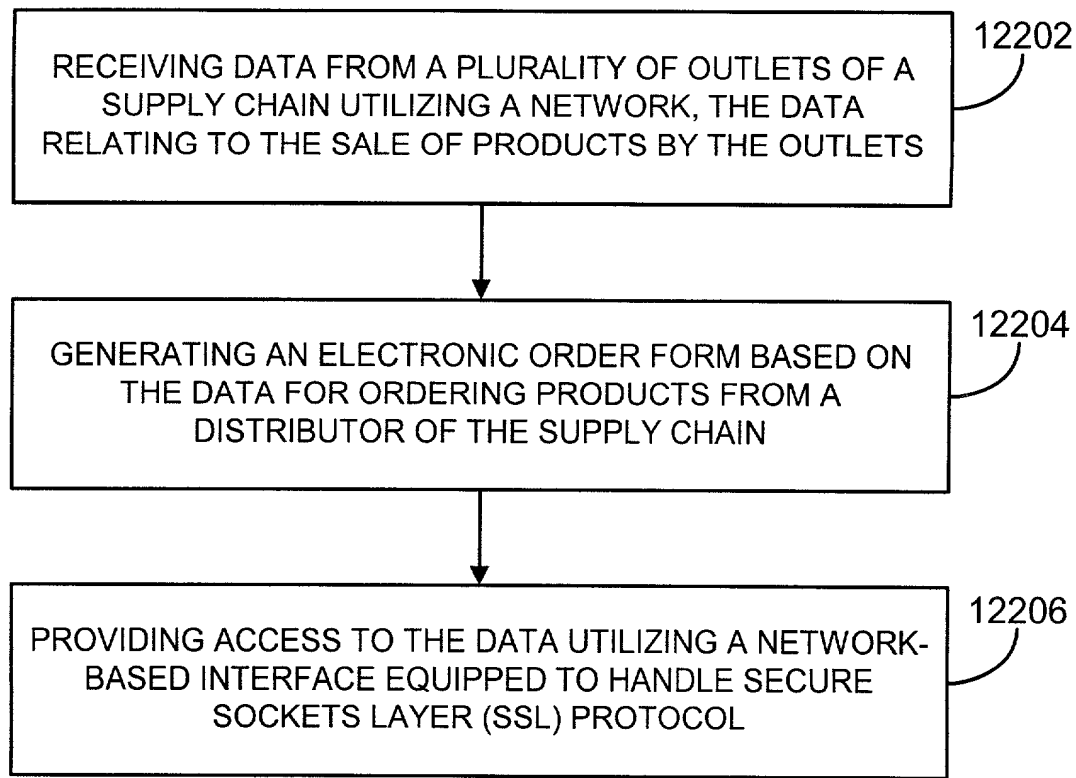 12202
RECEIVING DATA FROM A PLURALITY OF OUTLETS OF A
SUPPLY CHAIN UTILIZING A NETWORK, THE DATA
RELATING TO THE SALE OF PRODUCTS BY THE OUTLETS
12204
GENERATING AN ELECTRONIC ORDER FORM BASED ON
THE DATA FOR ORDERING PRODUCTS FROM A
DISTRIBUTOR OF THE SUPPLY CHAIN
12206
PROVIDING ACCESS TO THE DATA UTILIZING A NETWORK-
BASED INTERFACE EQUIPPED TO HANDLE SECURE
SOCKETS LAYER (SSL) PROTOCOL